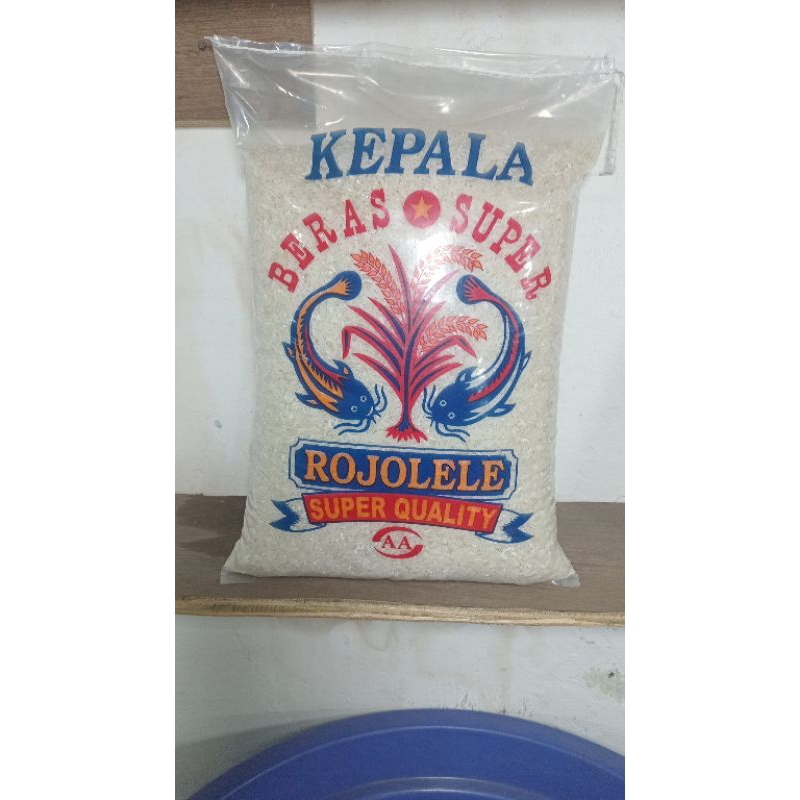 KEPALA
BERAS SUPER
ROJOLELE
SUPER QUALITY
AA